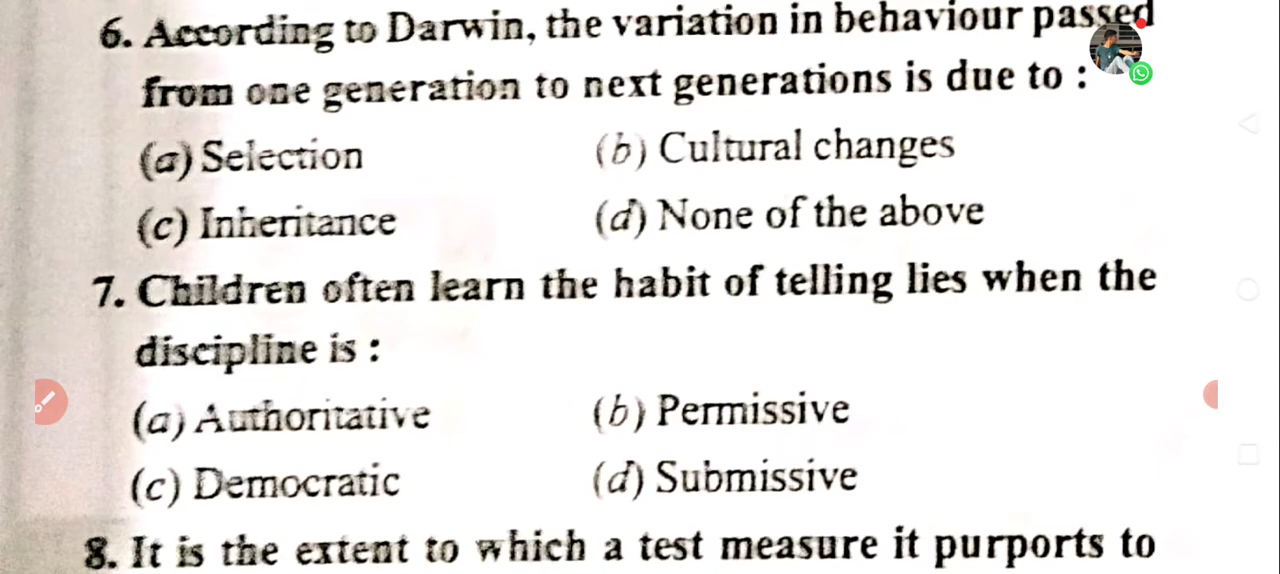 6. According to Darwin, the variation in behaviour passed
from one generation to next generations is due to :
(a) Selection (b) Cultural changes
(c) Inheritance (d) None of the above
7. Children often learn the habit of telling lies when the
discipline is :
(a) Authoritative (b) Permissive
(c) Democratic (d) Submissive
8. It is the extent to which a test measure it purports to